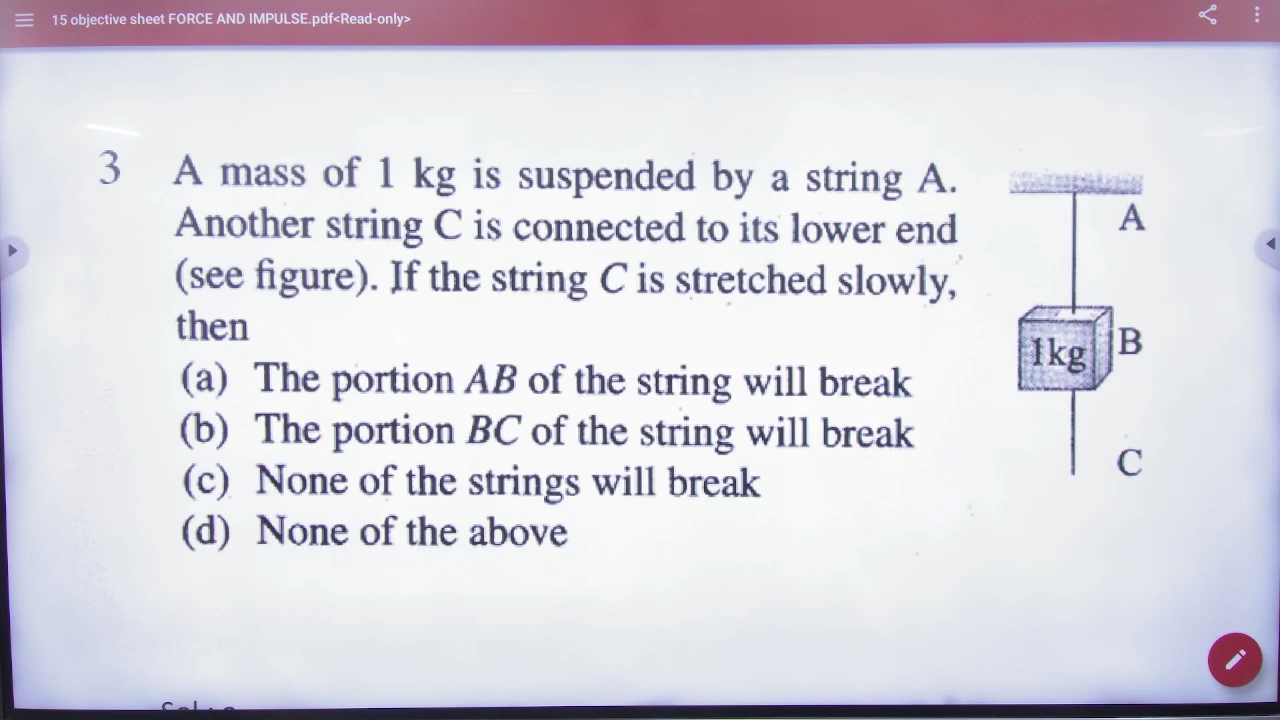 15 objective sheet FORCE AND IMPULSE.pdf<Read-only>
3 A mass of 1 kg is suspended by a string A.
Another string C is connected to its lower end
(see figure). If the string C is stretched slowly,
then
(a) The portion AB of the string will break
(b) The portion BC of the string will break
(c) None of the strings will break
(d) None of the above
A
1kg
B
C